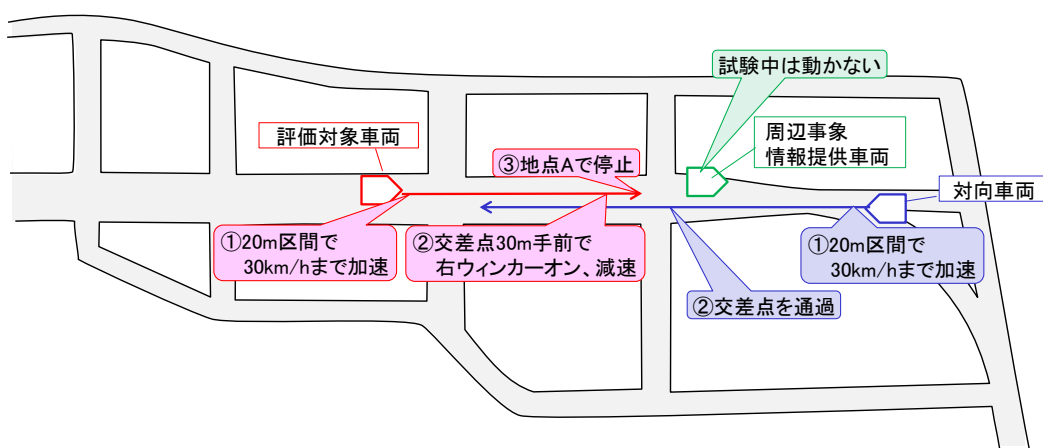 試験中は動かない
評価対象車両
周辺事象
情報提供車両
③地点Aで停止
対向車両
①20m区間で
30km/hまで加速
②交差点30m手前で
右ウィンカーオン、減速
①20m区間で
30km/hまで加速
②交差点を通過